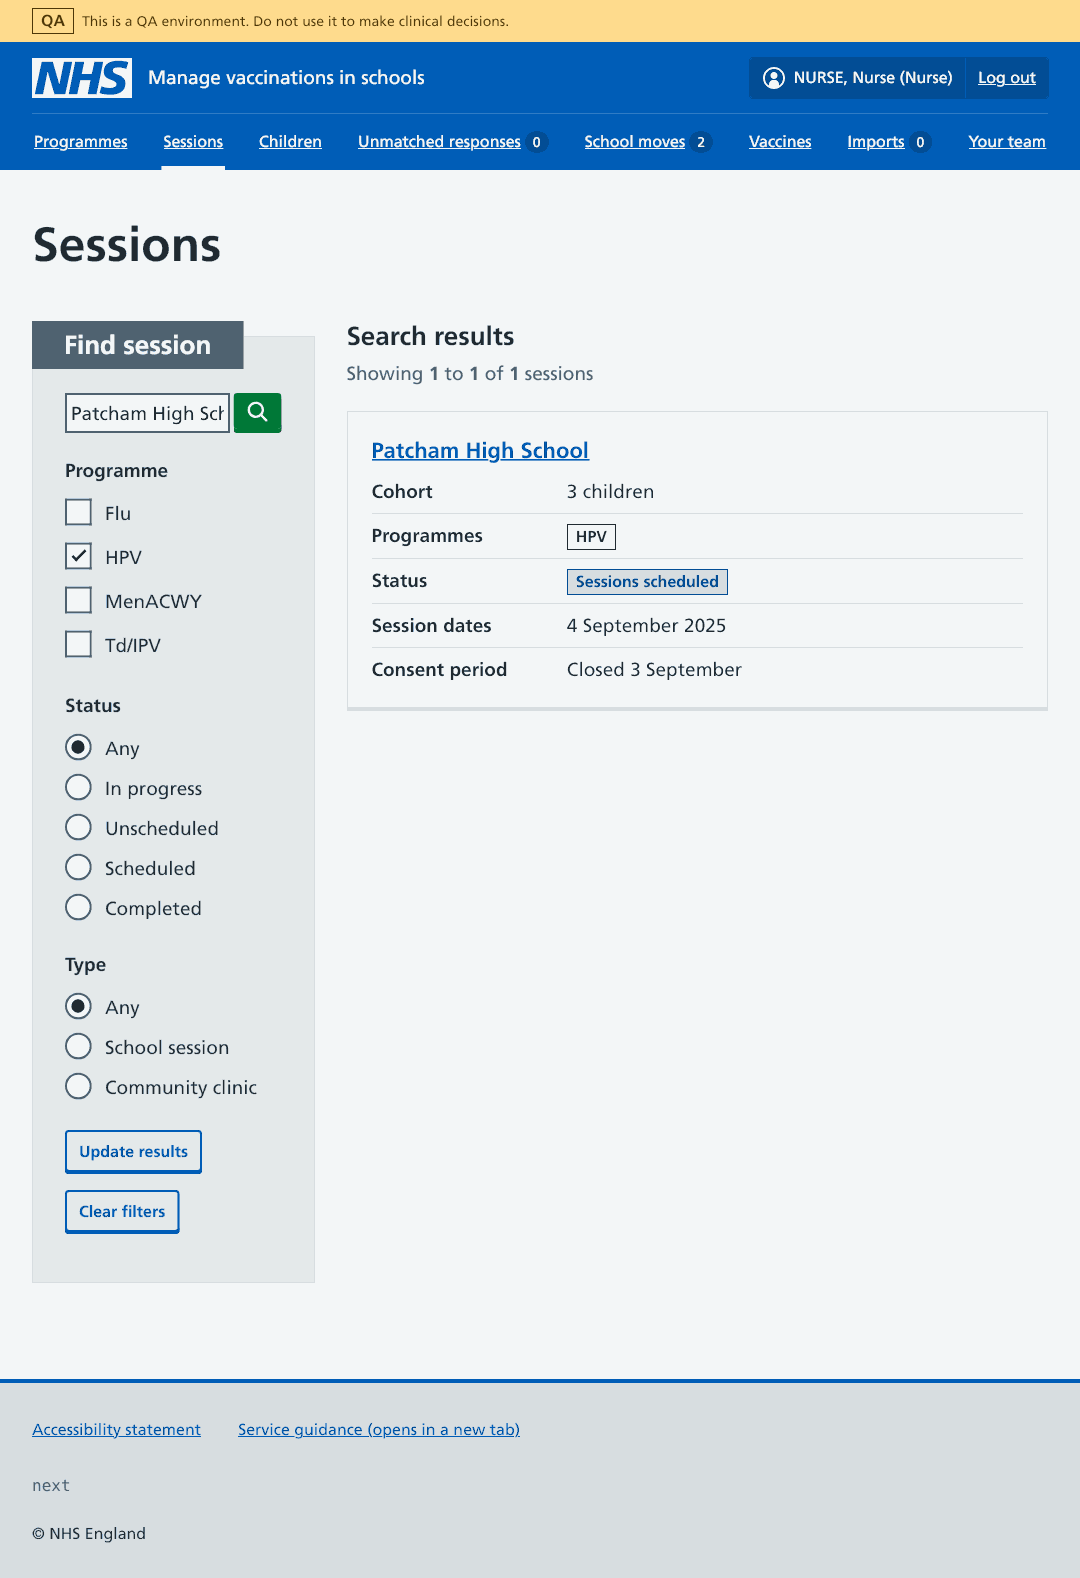 QA This is a QA environment. Do not use it to make clinical decisions.
NHS Manage vaccinations in schools
NURSE, Nurse (Nurse) Log out
Programmes Sessions Children Unmatched responses 0 School moves 2 Vaccines Imports 0 Your team
Sessions
Find session
Patcham High Sch
Programme
Flu
HPV
MenACWY
Td/IPV
Status
Any
In progress
Unscheduled
Scheduled
Completed
Type
Any
School session
Community clinic
Update results
Clear filters
Search results
Showing 1 to 1 of 1 sessions
Patcham High School
Cohort 3 children
Programmes HPV
Status Sessions scheduled
Session dates 4 September 2025
Consent period Closed 3 September
Accessibility statement Service guidance (opens in a new tab)
next
© NHS England